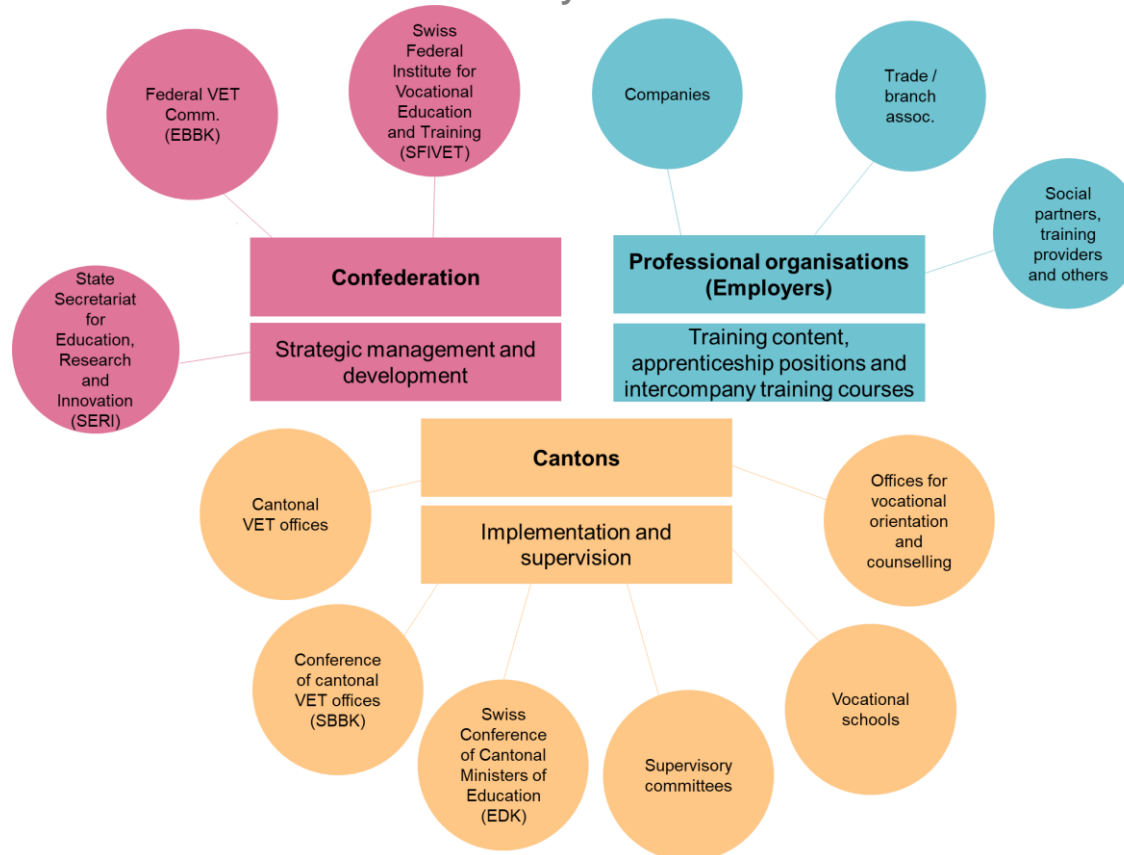 Federal VET
Comm.
(EBBK)
Swiss
Federal
Institute for
Vocational
Education
and Training
(SFIVET)
Companies
Trade /
branch
assoc.
Social
partners,
training
providers
and others
State
Secretariat
for
Education,
Research
and
Innovation
(SERI)
Confederation
Strategic management and
development
Professional organisations
(Employers)
Training content,
apprenticeship positions and
intercompany training courses
Cantons
Implementation and
supervision
Cantonal
VET offices
Conference
of cantonal
VET offices
(SBBK)
Swiss
Conference
of Cantonal
Ministers of
Education
(EDK)
Supervisory
committees
Vocational
schools
Offices for
vocational
orientation
and
counselling